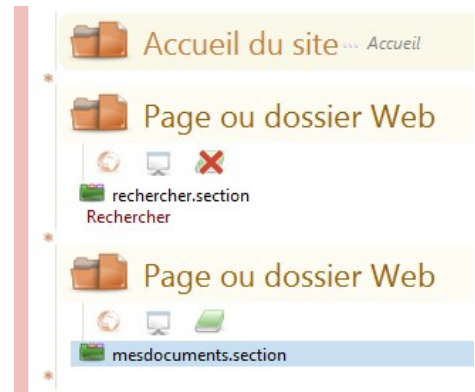 Accueil du site ... Accueil
Page ou dossier Web
rechercher.section
Rechercher
Page ou dossier Web
mesdocuments.section